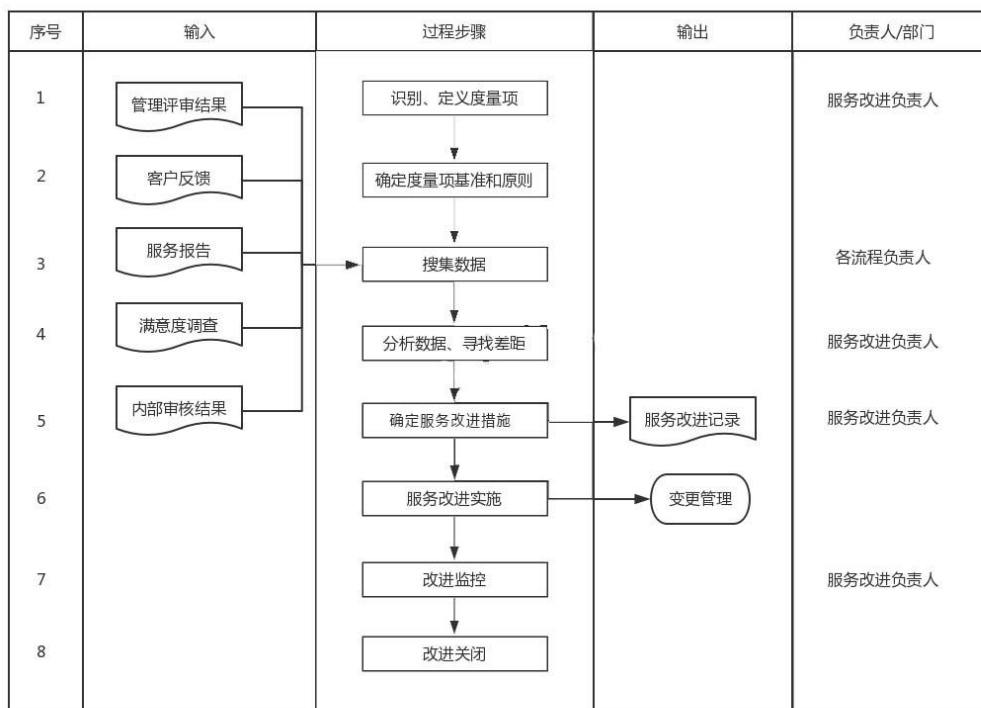 序号 输入 过程步骤 输出 负责人/部门
1 管理评审结果 识别、定义度量项 服务改进负责人
2 客户反馈 确定度量项基准和原则
3 服务报告 搜集数据 各流程负责人
4 满意度调查 分析数据、寻找差距 服务改进负责人
5 内部审核结果 确定服务改进措施 服务改进记录 服务改进负责人
6 服务改进实施 变更管理
7 改进监控 服务改进负责人
8 改进关闭